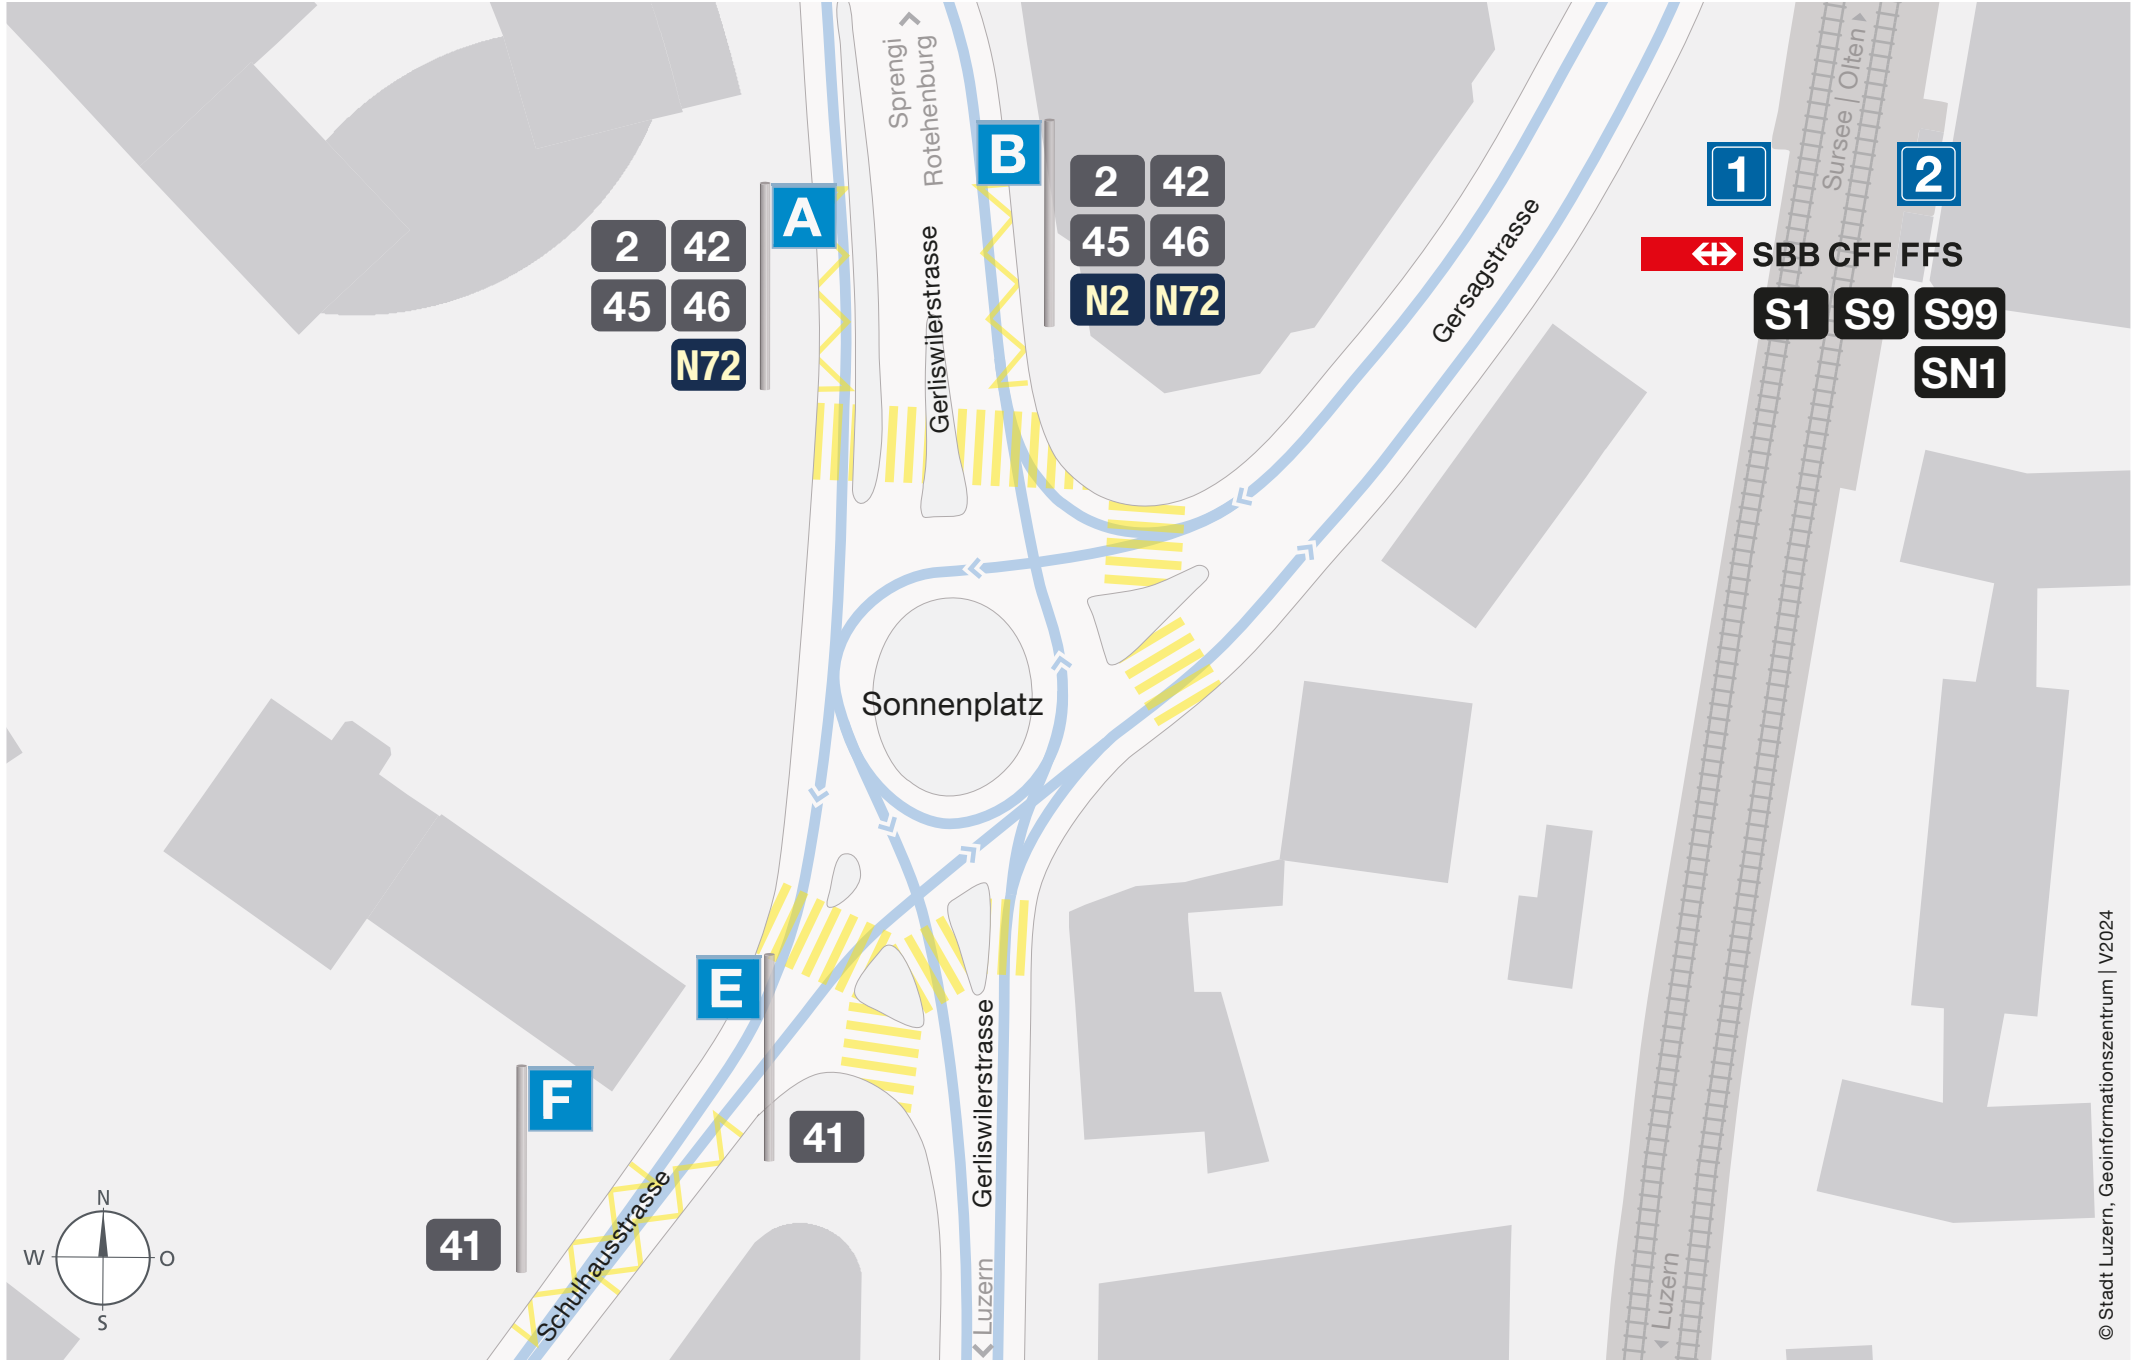 Sprengi
Rotehenburg
Sursee | Olten
B
2 42
45 46
N2 N72
A
2 42
45 46
N72
1
2
SBB CFF FFS
S1 S9 S99
SN1
Gerliswilerstrasse
Gersagstrasse
Sonnenplatz
E
41
F
41
Gerliswilerstrasse
Schulhausstrasse
Luzern
Luzern
N
W O
S
© Stadt Luzern, Geoinformationszentrum | V2024